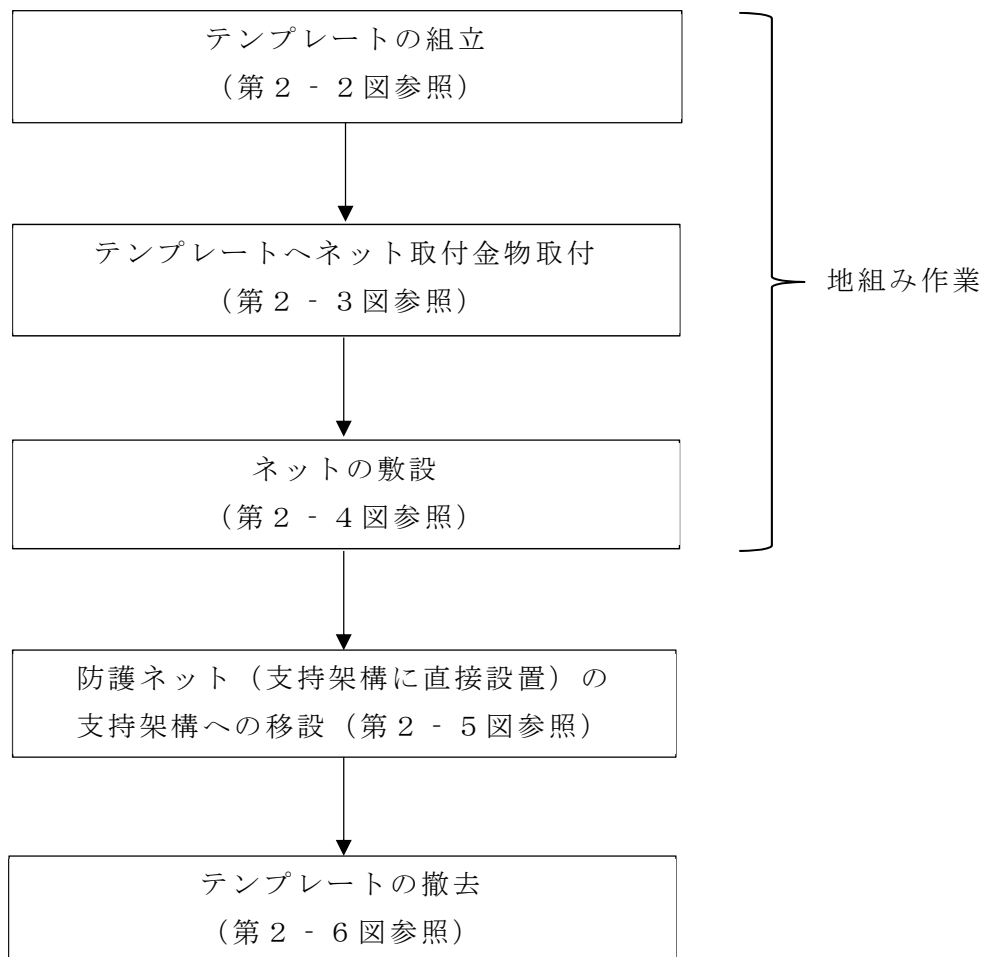 テンプレートの組立
（第２‐２図参照）
テンプレートへネット取付金物取付
（第２‐３図参照）
地組み作業
ネットの敷設
（第２‐４図参照）
防護ネット（支持架構に直接設置）の
支持架構への移設（第２‐５図参照）
テンプレートの撤去
（第２‐６図参照）